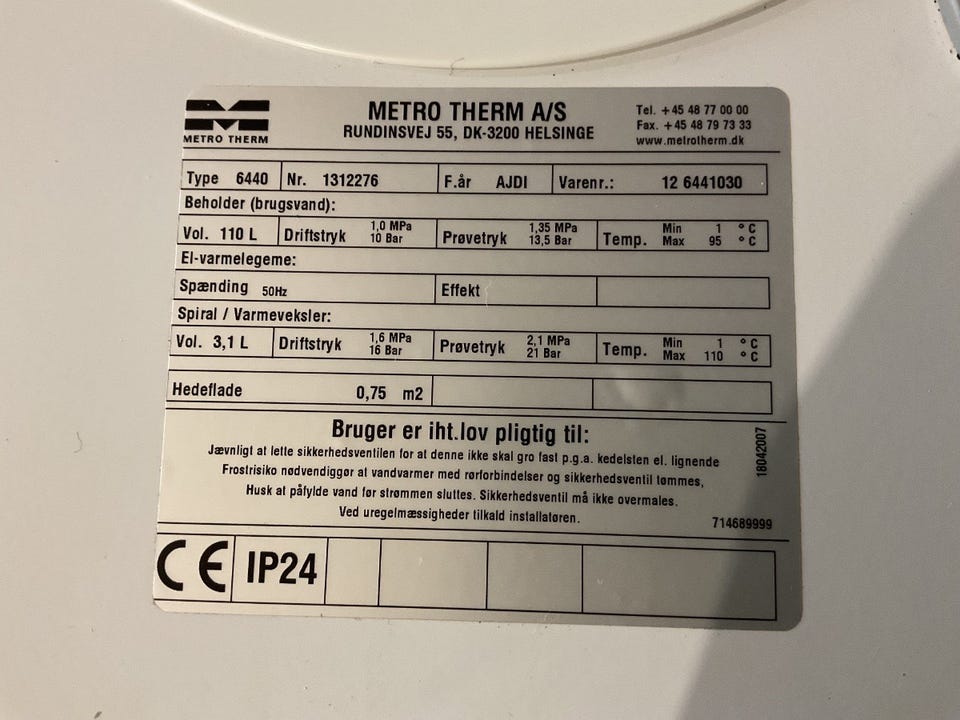 METRO THERM
METRO THERM A/S
RUNDINSVEJ 55, DK-3200 HELSINGE
Tel. +45 48 77 00 00
Fax. +45 48 79 73 33
www.metrotherm.dk
Type 6440 Nr. 1312276 F.år AJDI Varenr.: 12 6441030
Beholder (brugsvand):
Vol. 110 L Driftstryk 1,0 MPa 10 Bar Prøvetryk 1,35 MPa 13,5 Bar Temp. Min 1 °C Max 95 °C
El-varmelegeme:
Spænding 50Hz Effekt
Spiral / Varmeveksler:
Vol. 3,1 L Driftstryk 1,6 MPa 16 Bar Prøvetryk 2,1 MPa 21 Bar Temp. Min 1 °C Max 110 °C
Hedeflade 0,75 m2
Bruger er iht.lov pligtig til:
Jævnligt at lette sikkerhedsventilen for at denne ikke skal gro fast p.g.a. kedelsten el. lignende
Frostrisiko nødvendiggør at vandvarmer med rørforbindelser og sikkerhedsventil tømmes,
Husk at påfylde vand før strømmen sluttes. Sikkerhedsventil må ikke overmales.
Ved uregelmæssigheder tilkald installatøren.
18042007
714689999
CE IP24